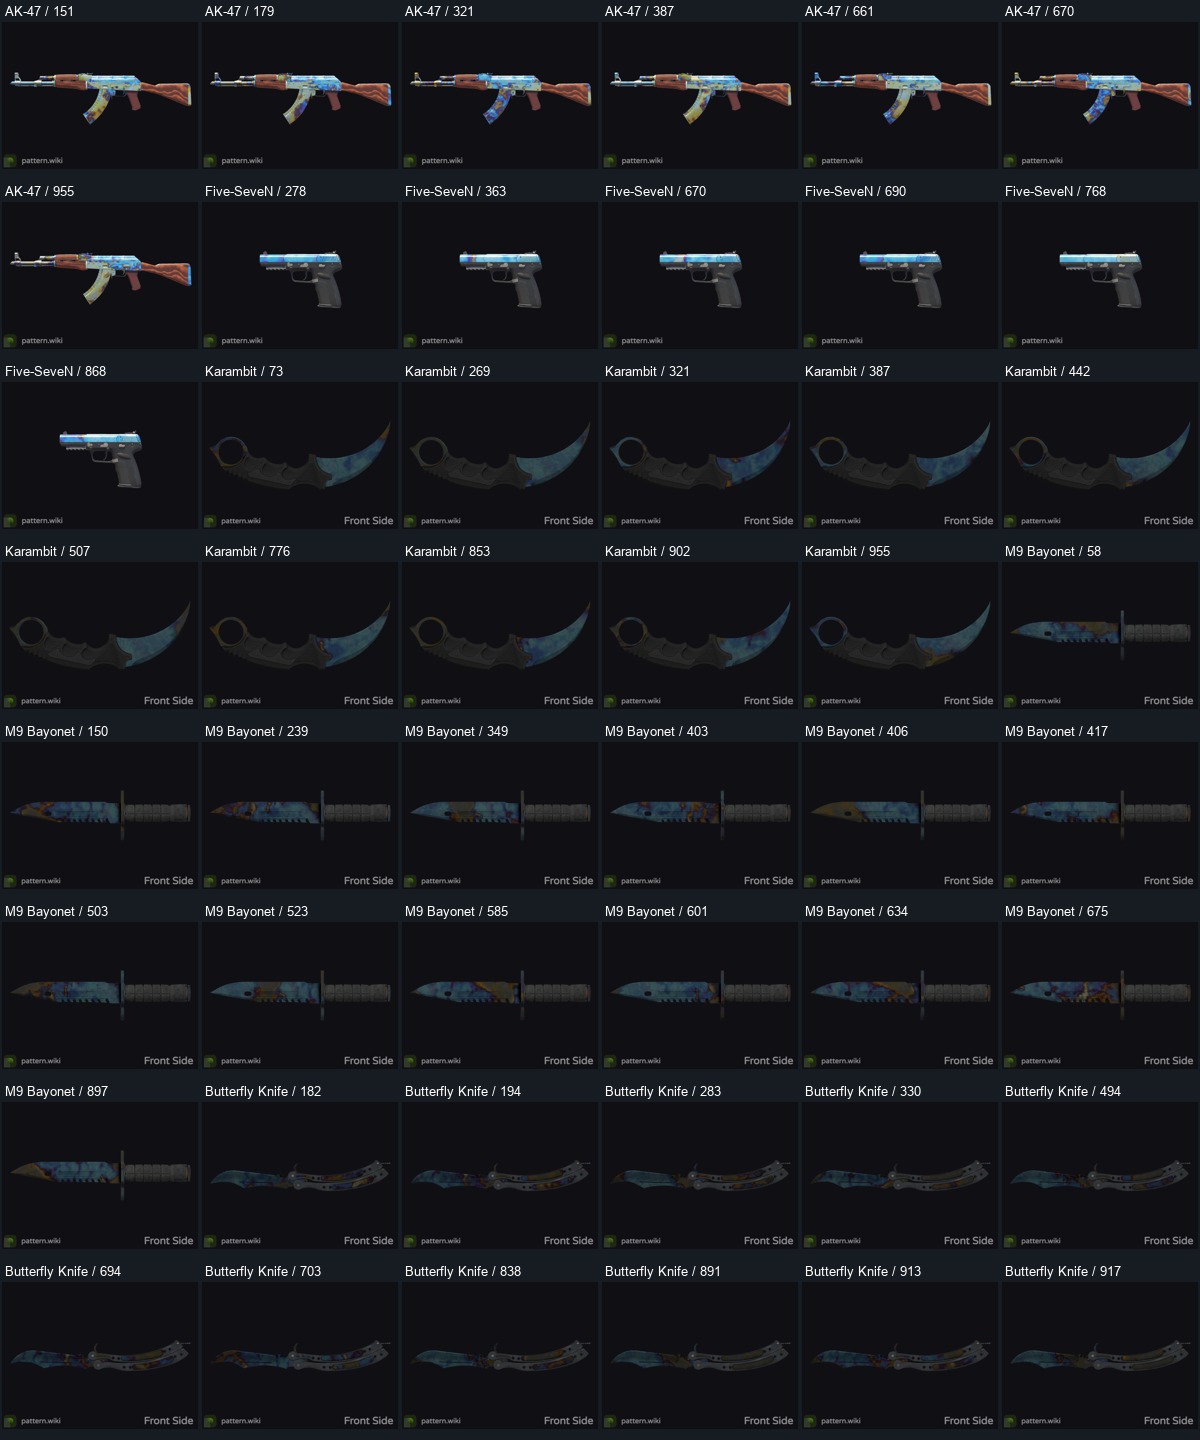 AK-47 / 151
AK-47 / 179
AK-47 / 321
AK-47 / 387
AK-47 / 661
AK-47 / 670
pattern.wiki
pattern.wiki
pattern.wiki
pattern.wiki
pattern.wiki
pattern.wiki
AK-47 / 955
Five-SeveN / 278
Five-SeveN / 363
Five-SeveN / 670
Five-SeveN / 690
Five-SeveN / 768
pattern.wiki
pattern.wiki
pattern.wiki
pattern.wiki
pattern.wiki
pattern.wiki
Five-SeveN / 868
Karambit / 73
Karambit / 269
Karambit / 321
Karambit / 387
Karambit / 442
pattern.wiki
pattern.wiki Front Side
pattern.wiki Front Side
pattern.wiki Front Side
pattern.wiki Front Side
pattern.wiki Front Side
Karambit / 507
Karambit / 776
Karambit / 853
Karambit / 902
Karambit / 955
M9 Bayonet / 58
pattern.wiki Front Side
pattern.wiki Front Side
pattern.wiki Front Side
pattern.wiki Front Side
pattern.wiki Front Side
pattern.wiki Front Side
M9 Bayonet / 150
M9 Bayonet / 239
M9 Bayonet / 349
M9 Bayonet / 403
M9 Bayonet / 406
M9 Bayonet / 417
pattern.wiki Front Side
pattern.wiki Front Side
pattern.wiki Front Side
pattern.wiki Front Side
pattern.wiki Front Side
pattern.wiki Front Side
M9 Bayonet / 503
M9 Bayonet / 523
M9 Bayonet / 585
M9 Bayonet / 601
M9 Bayonet / 634
M9 Bayonet / 675
pattern.wiki Front Side
pattern.wiki Front Side
pattern.wiki Front Side
pattern.wiki Front Side
pattern.wiki Front Side
pattern.wiki Front Side
M9 Bayonet / 897
Butterfly Knife / 182
Butterfly Knife / 194
Butterfly Knife / 283
Butterfly Knife / 330
Butterfly Knife / 494
pattern.wiki Front Side
pattern.wiki Front Side
pattern.wiki Front Side
pattern.wiki Front Side
pattern.wiki Front Side
pattern.wiki Front Side
Butterfly Knife / 694
Butterfly Knife / 703
Butterfly Knife / 838
Butterfly Knife / 891
Butterfly Knife / 913
Butterfly Knife / 917
pattern.wiki Front Side
pattern.wiki Front Side
pattern.wiki Front Side
pattern.wiki Front Side
pattern.wiki Front Side
pattern.wiki Front Side